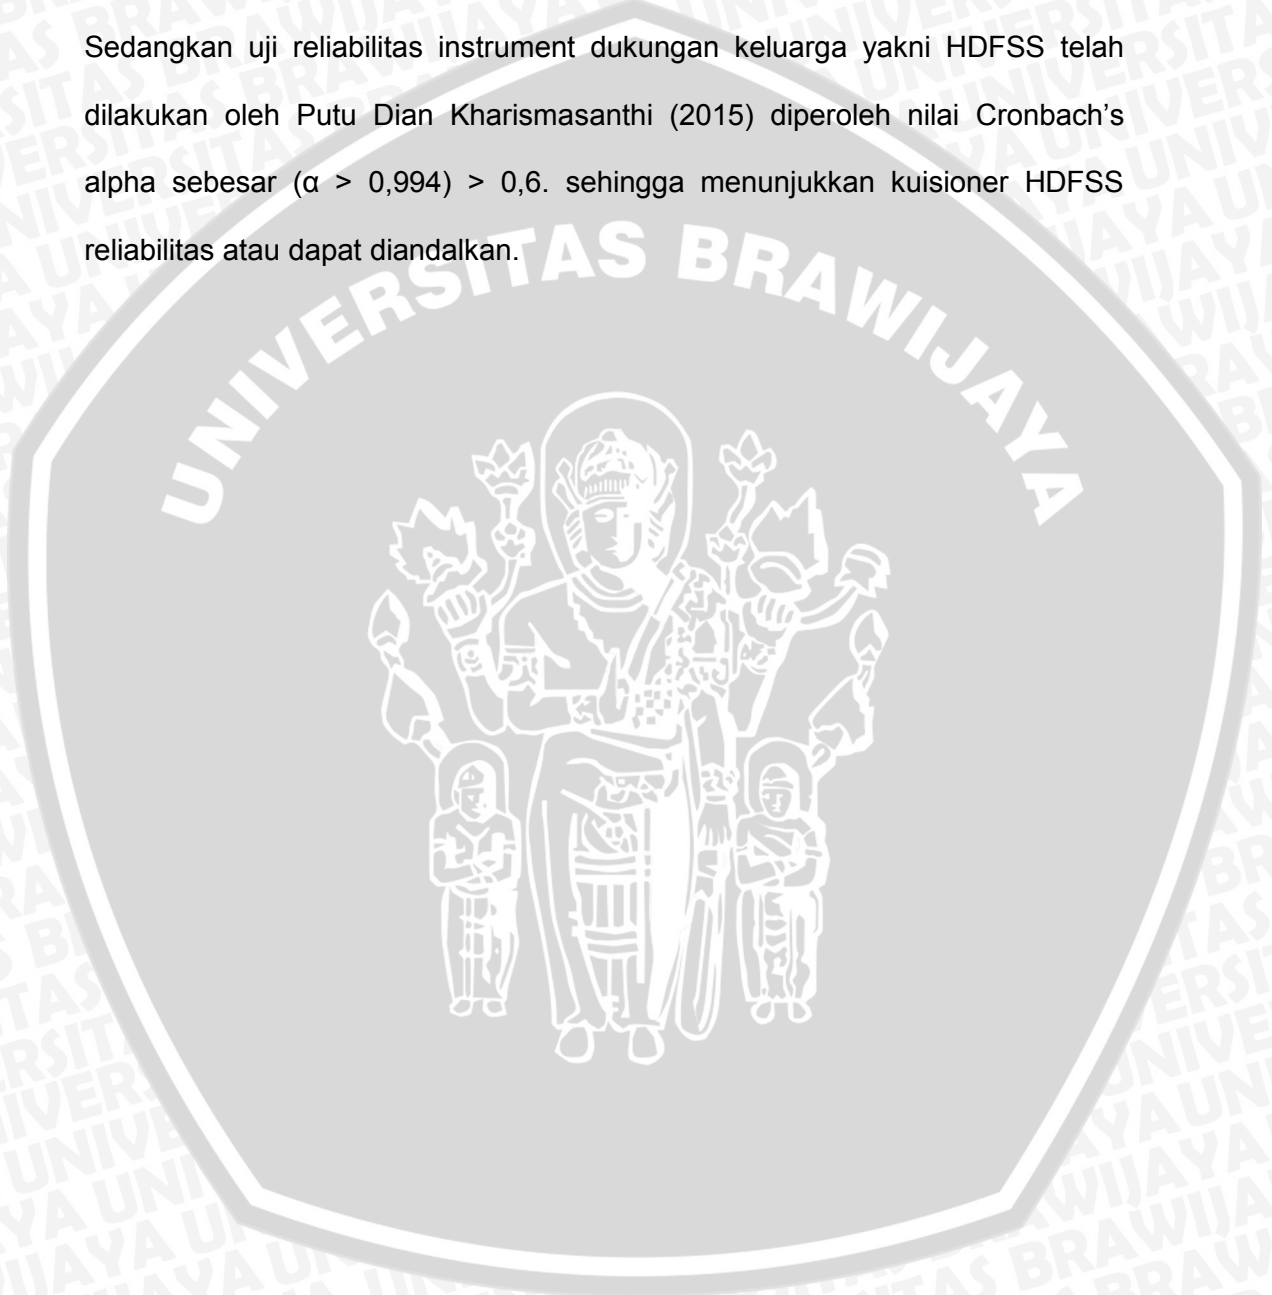 Sedangkan uji reliabilitas instrument dukungan keluarga yakni HDFSS telah
dilakukan oleh Putu Dian Kharismasanthi (2015) diperoleh nilai Cronbach’s
alpha sebesar (α > 0,994) > 0,6. sehingga menunjukkan kuisioner HDFSS
reliabilitas atau dapat diandalkan.
UNIVERSITAS BRAWIJAYA